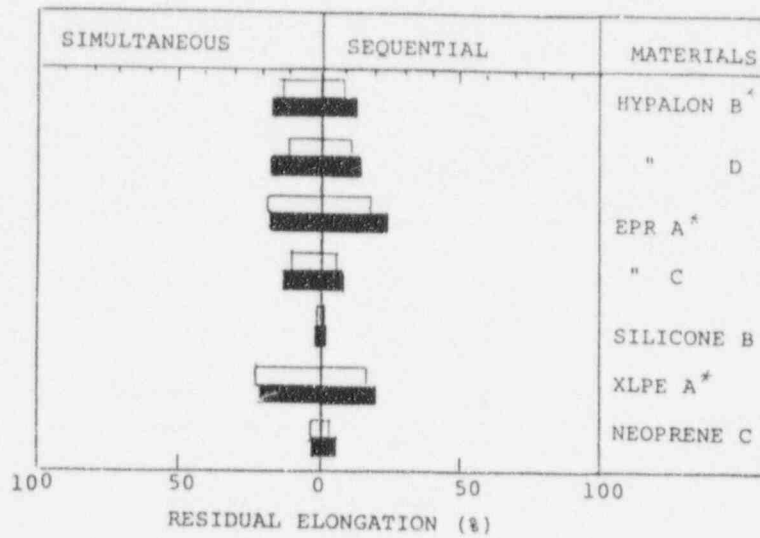 SIMULTANEOUS SEQUENTIAL MATERIALS
HYPALON B*
" D
EPR A*
" C
SILICONE B
XLPE A*
NEOPRENE C
100 50 0 50 100
RESIDUAL ELONGATION (%)